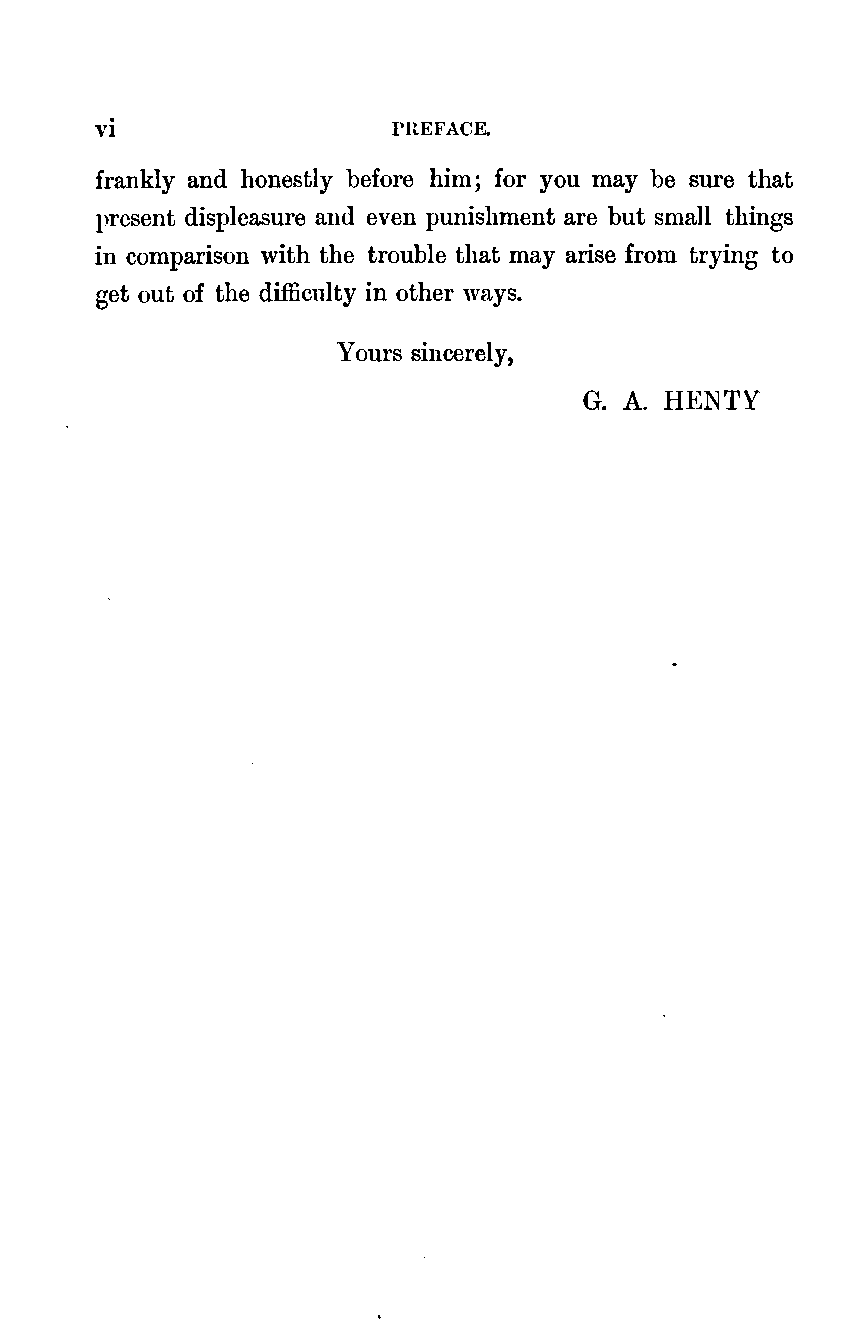 vi PREFACE.
frankly and honestly before him; for you may be sure that
present displeasure and even punishment are but small things
in comparison with the trouble that may arise from trying to
get out of the difficulty in other ways.
Yours sincerely,
G. A. HENTY